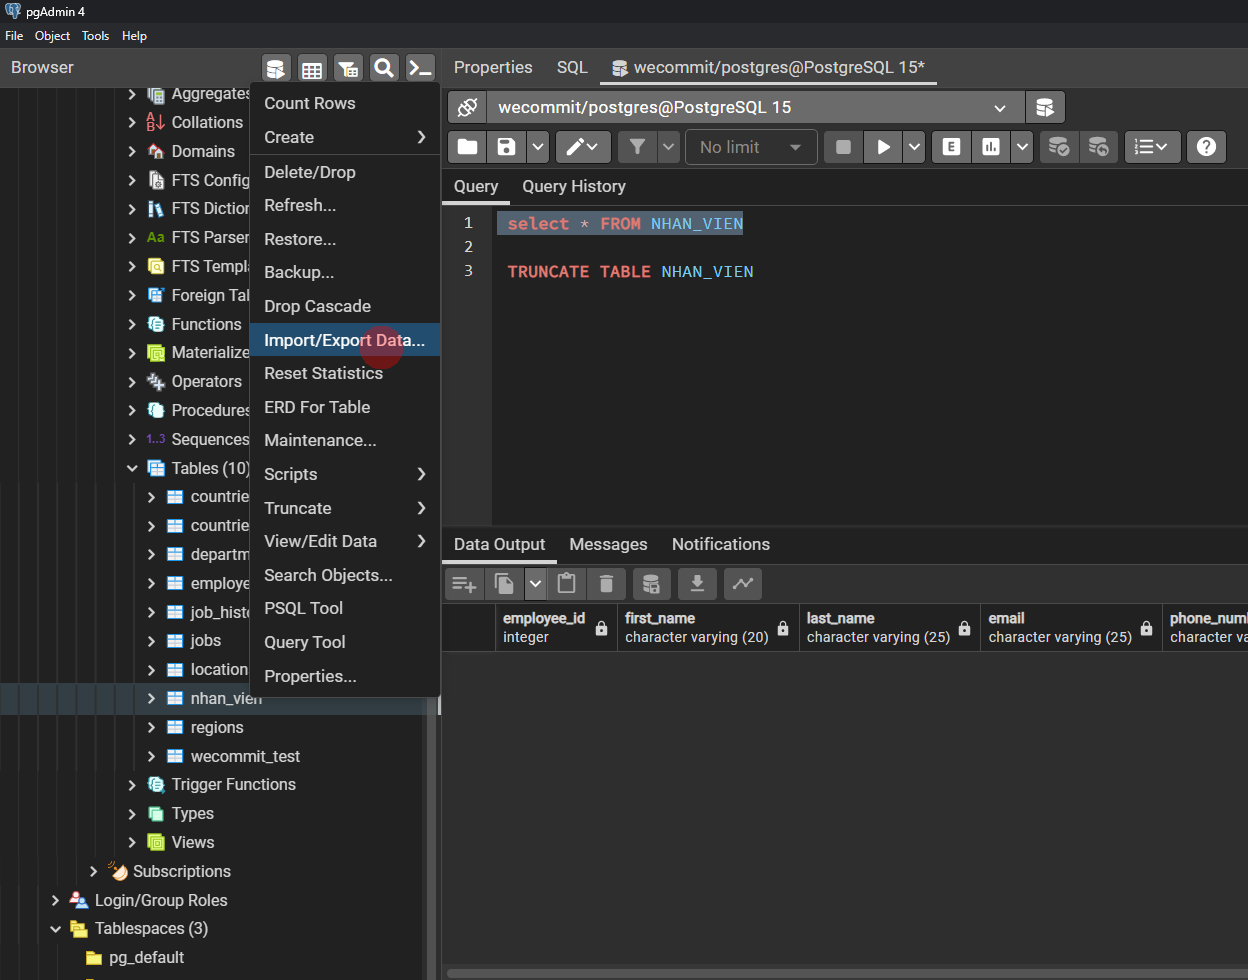 pgAdmin 4
File Object Tools Help
Browser
Aggregates
Collations
Domains
FTS Config
FTS Diction
FTS Parser
FTS Templ
Foreign Tal
Functions
Materialize
Operators
Procedures
1..3 Sequences
Tables (10)
countrie
countrie
departm
employe
job_hist
jobs
location
nhan_vien
regions
wecommit_test
Trigger Functions
Types
Views
Subscriptions
Login/Group Roles
Tablespaces (3)
pg_default
Count Rows
Create
Delete/Drop
Refresh...
Restore...
Backup...
Drop Cascade
Import/Export Data...
Reset Statistics
ERD For Table
Maintenance...
Scripts
Truncate
View/Edit Data
Search Objects...
PSQL Tool
Query Tool
Properties...
Properties SQL wecommit/postgres@PostgreSQL 15*
wecommit/postgres@PostgreSQL 15
No limit
E
Query Query History
1 select * FROM NHAN_VIEN
2
3 TRUNCATE TABLE NHAN_VIEN
Data Output Messages Notifications
employee_id first_name last_name email phone_num
integer character varying (20) character varying (25) character varying (25) character va